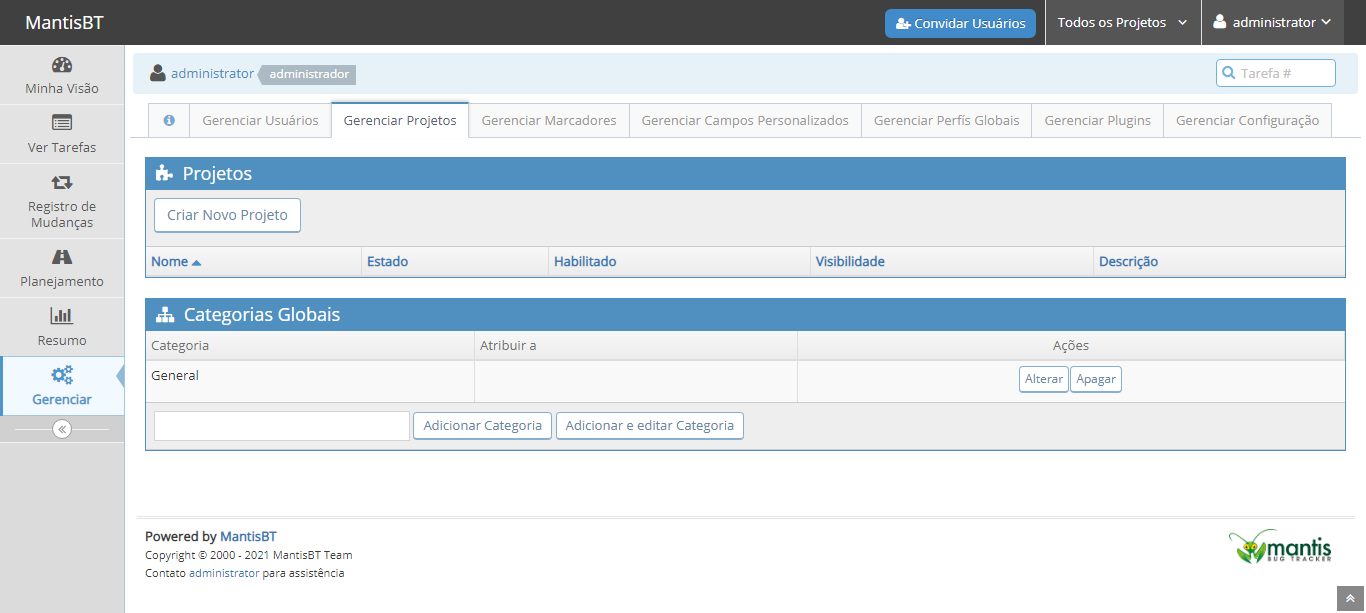 MantisBT
Convidar Usuários
Todos os Projetos
administrator
Minha Visão
Ver Tarefas
Registro de
Mudanças
Planejamento
Resumo
Gerenciar
administrator administrador
Tarefa #
Gerenciar Usuários
Gerenciar Projetos
Gerenciar Marcadores
Gerenciar Campos Personalizados
Gerenciar Perfís Globais
Gerenciar Plugins
Gerenciar Configuração
Projetos
Criar Novo Projeto
Nome Estado Habilitado Visibilidade Descrição
Categorias Globais
Categoria Atribuir a Ações
General Alterar Apagar
Adicionar Categoria Adicionar e editar Categoria
Powered by MantisBT
Copyright © 2000 - 2021 MantisBT Team
Contato administrator para assistência
mantis
BUG TRACKER